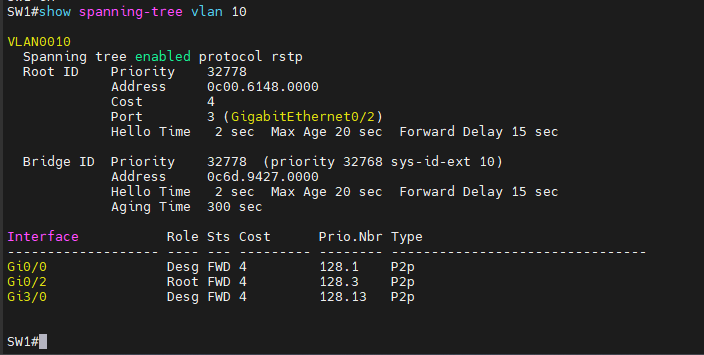 SW1#show spanning-tree vlan 10
VLAN0010
Spanning tree enabled protocol rstp
Root ID Priority 32778
Address 0c00.6148.0000
Cost 4
Port 3 (GigabitEthernet0/2)
Hello Time 2 sec Max Age 20 sec Forward Delay 15 sec
Bridge ID Priority 32778 (priority 32768 sys-id-ext 10)
Address 0c6d.9427.0000
Hello Time 2 sec Max Age 20 sec Forward Delay 15 sec
Aging Time 300 sec
Interface Role Sts Cost Prio.Nbr Type
------------------- ---- --- --------- -------- --------------------------------
Gi0/0 Desg FWD 4 128.1 P2p
Gi0/2 Root FWD 4 128.3 P2p
Gi3/0 Desg FWD 4 128.13 P2p
SW1#